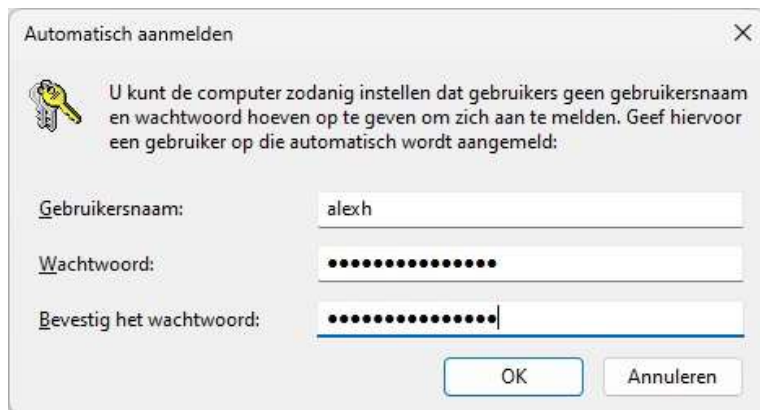 Automatisch aanmelden
U kunt de computer zodanig instellen dat gebruikers geen gebruikersnaam
en wachtwoord hoeven op te geven om zich aan te melden. Geef hiervoor
een gebruiker op die automatisch wordt aangemeld:
Gebruikersnaam: alexh
Wachtwoord: •••••••••••••••
Bevestig het wachtwoord: •••••••••••••••
OK Annuleren